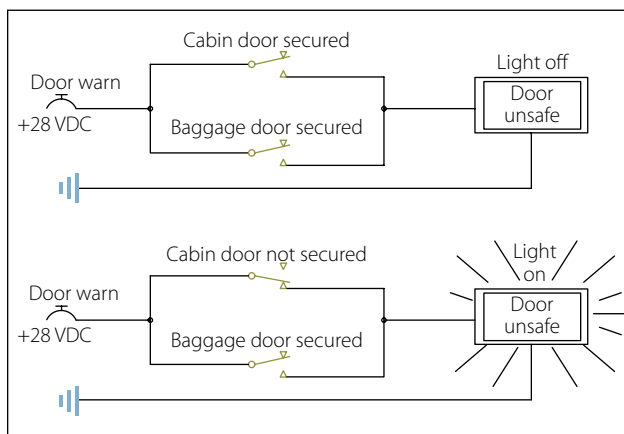 Cabin door secured
Light off
Door warn
Door
unsafe
+28 VDC
Baggage door secured
Cabin door not secured
Light
on
Door warn
Door
unsafe
+28 VDC
Baggage door secured